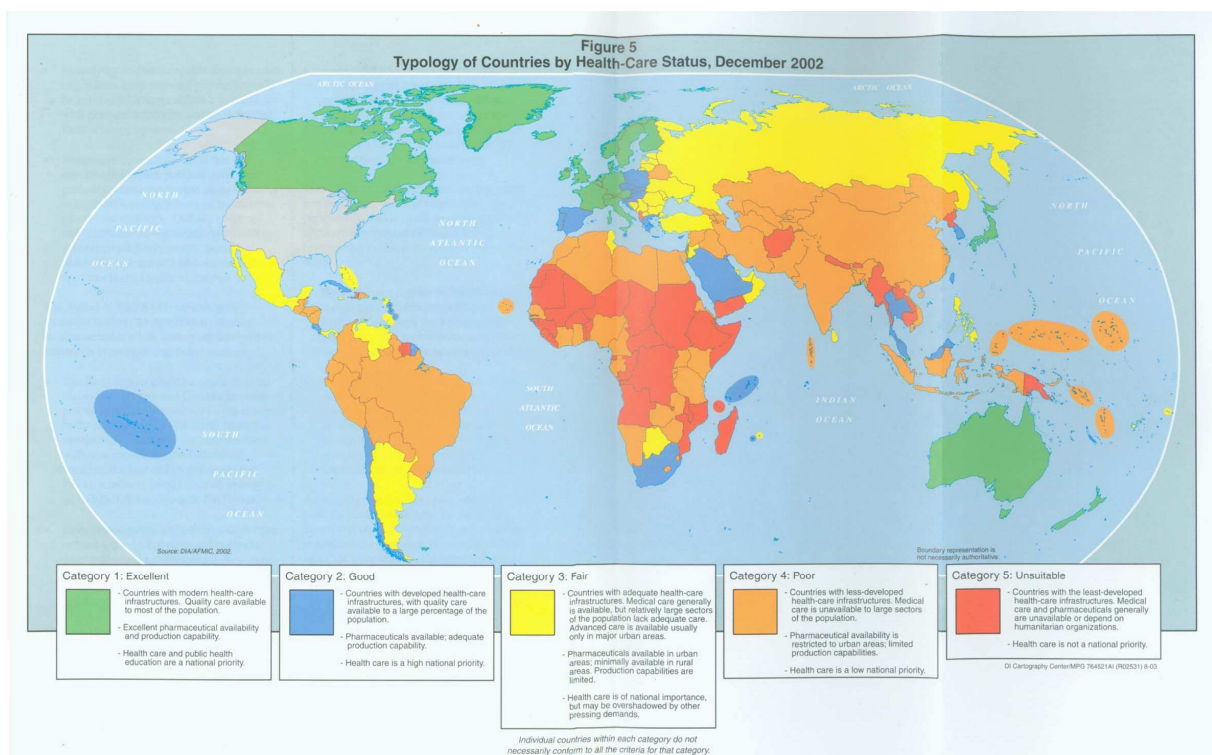 Figure 5
Typology of Countries by Health-Care Status, December 2002
ARCTIC OCEAN
ARCTIC OCEAN
NORTH
PACIFIC
OCEAN
NORTH
ATLANTIC
OCEAN
NORTH
PACIFIC
OCEAN
SOUTH
ATLANTIC
OCEAN
INDIAN
OCEAN
SOUTH
PACIFIC
OCEAN
Source: DIA/AFMIC, 2002.
Boundary representation is
not necessarily authoritative.
Category 1: Excellent
- Countries with modern health-care
infrastructures. Quality care available
to most of the population.
- Excellent pharmaceutical availability
and production capability.
- Health care and public health
education are a national priority.
Category 2: Good
- Countries with developed health-care
infrastructures, with quality care
available to a large percentage of the
population.
- Pharmaceuticals available; adequate
production capability.
- Health care is a high national priority.
Category 3: Fair
- Countries with adequate health-care
infrastructures. Medical care generally
is available, but relatively large sectors
of the population lack adequate care.
Advanced care is available usually
only in major urban areas.
- Pharmaceuticals available in urban
areas; minimally available in rural
areas. Production capabilities are
limited.
- Health care is of national importance,
but may be overshadowed by other
pressing demands.
Category 4: Poor
- Countries with less-developed
health-care infrastructures. Medical
care is unavailable to large sectors
of the population.
- Pharmaceutical availability is
restricted to urban areas; limited
production capabilities.
- Health care is a low national priority.
Category 5: Unsuitable
- Countries with the least-developed
health-care infrastructures. Medical
care and pharmaceuticals generally
are unavailable or depend on
humanitarian organizations.
- Health care is not a national priority.
DI Cartography Center/MPG 764521AI (R02531) 8-03
Individual countries within each category do not
necessarily conform to all the criteria for that category.